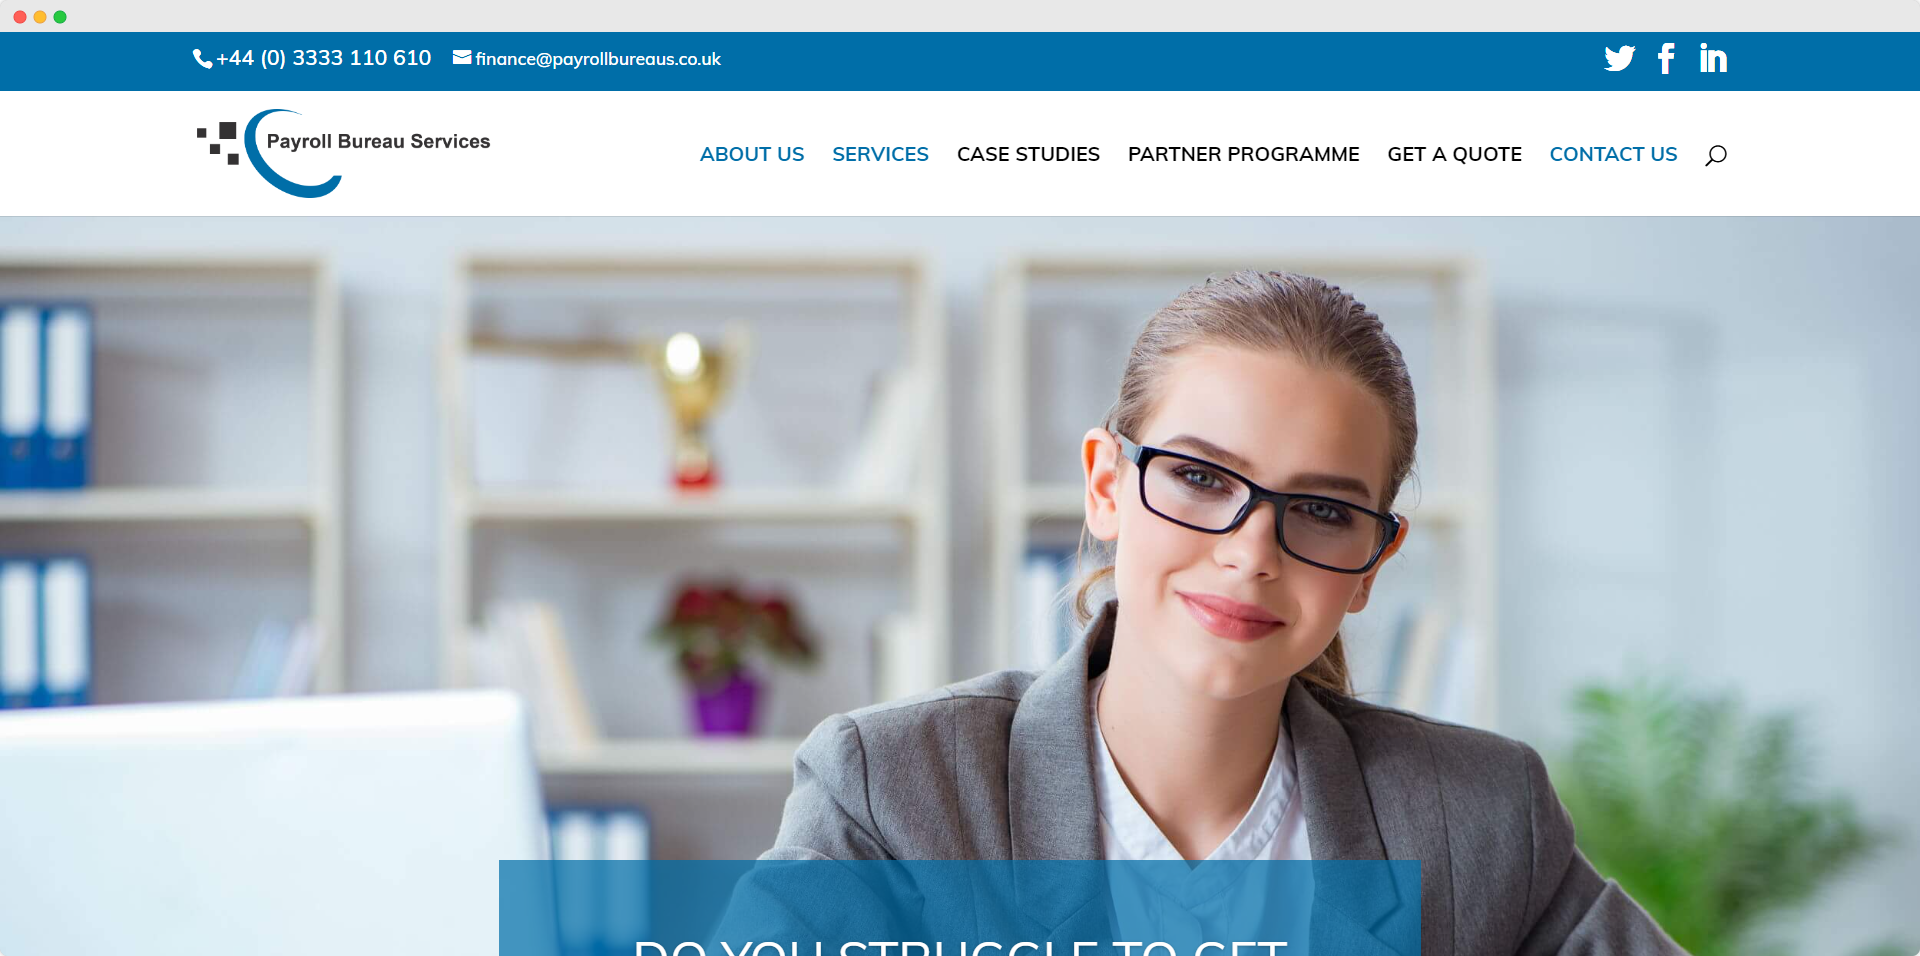 +44 (0) 3333 110 610 finance@payrollbureaus.co.uk
Payroll Bureau Services
ABOUT US SERVICES CASE STUDIES PARTNER PROGRAMME GET A QUOTE CONTACT US
DO YOU STRUGGLE TO GET